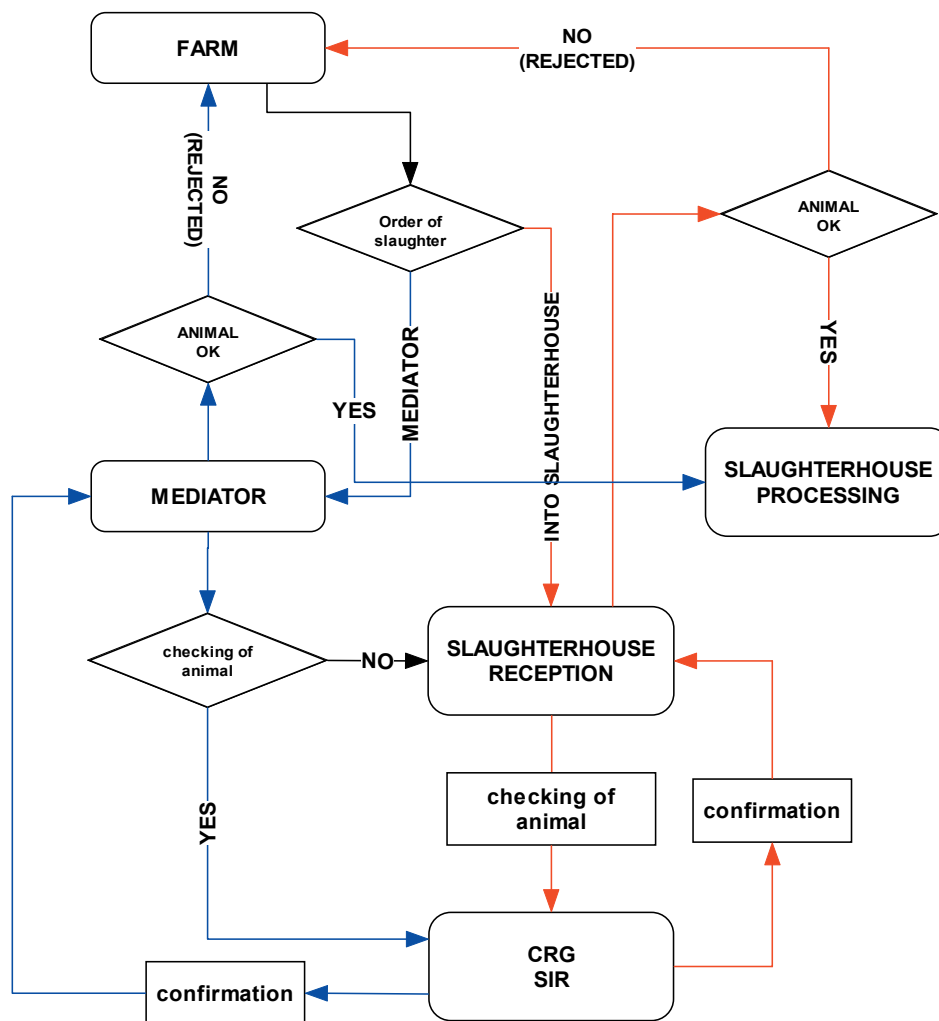 FARM
NO
(REJECTED)
NO
(REJECTED)
Order of
slaughter
ANIMAL
OK
ANIMAL
OK
MEDIATOR
INTO SLAUGHTERHOUSE
YES
YES
MEDIATOR
SLAUGHTERHOUSE
PROCESSING
checking of
animal
NO
SLAUGHTERHOUSE
RECEPTION
YES
checking of
animal
confirmation
CRG
SIR
confirmation